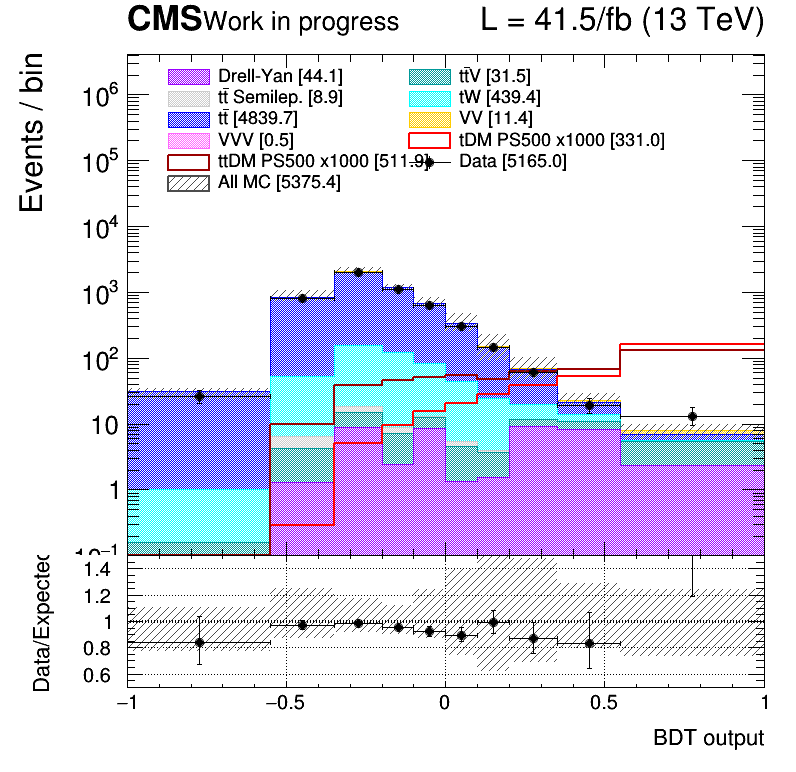 CMS Work in progress L = 41.5/fb (13 TeV)
Events / bin
Drell-Yan [44.1] tt̄V [31.5]
tt̄ Semilep. [8.9] tW [439.4]
tt̄ [4839.7] VV [11.4]
VVV [0.5] tDM PS500 x1000 [331.0]
ttDM PS500 x1000 [511.9] Data [5165.0]
All MC [5375.4]
10⁶
10⁵
10⁴
10³
10²
10
1
10⁻¹
Data/Expected
1.4
1.2
1
0.8
0.6
−1 −0.5 0 0.5 1
BDT output